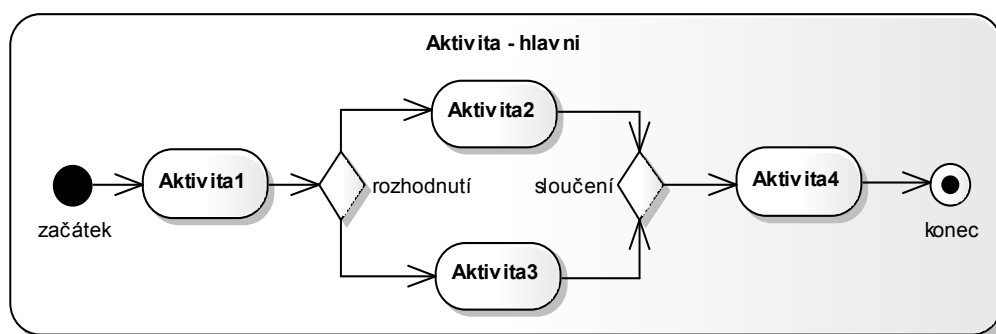 Aktivita - hlavni
Aktivita2
Aktivita1
rozhodnutí
sloučení
Aktivita4
začátek
konec
Aktivita3